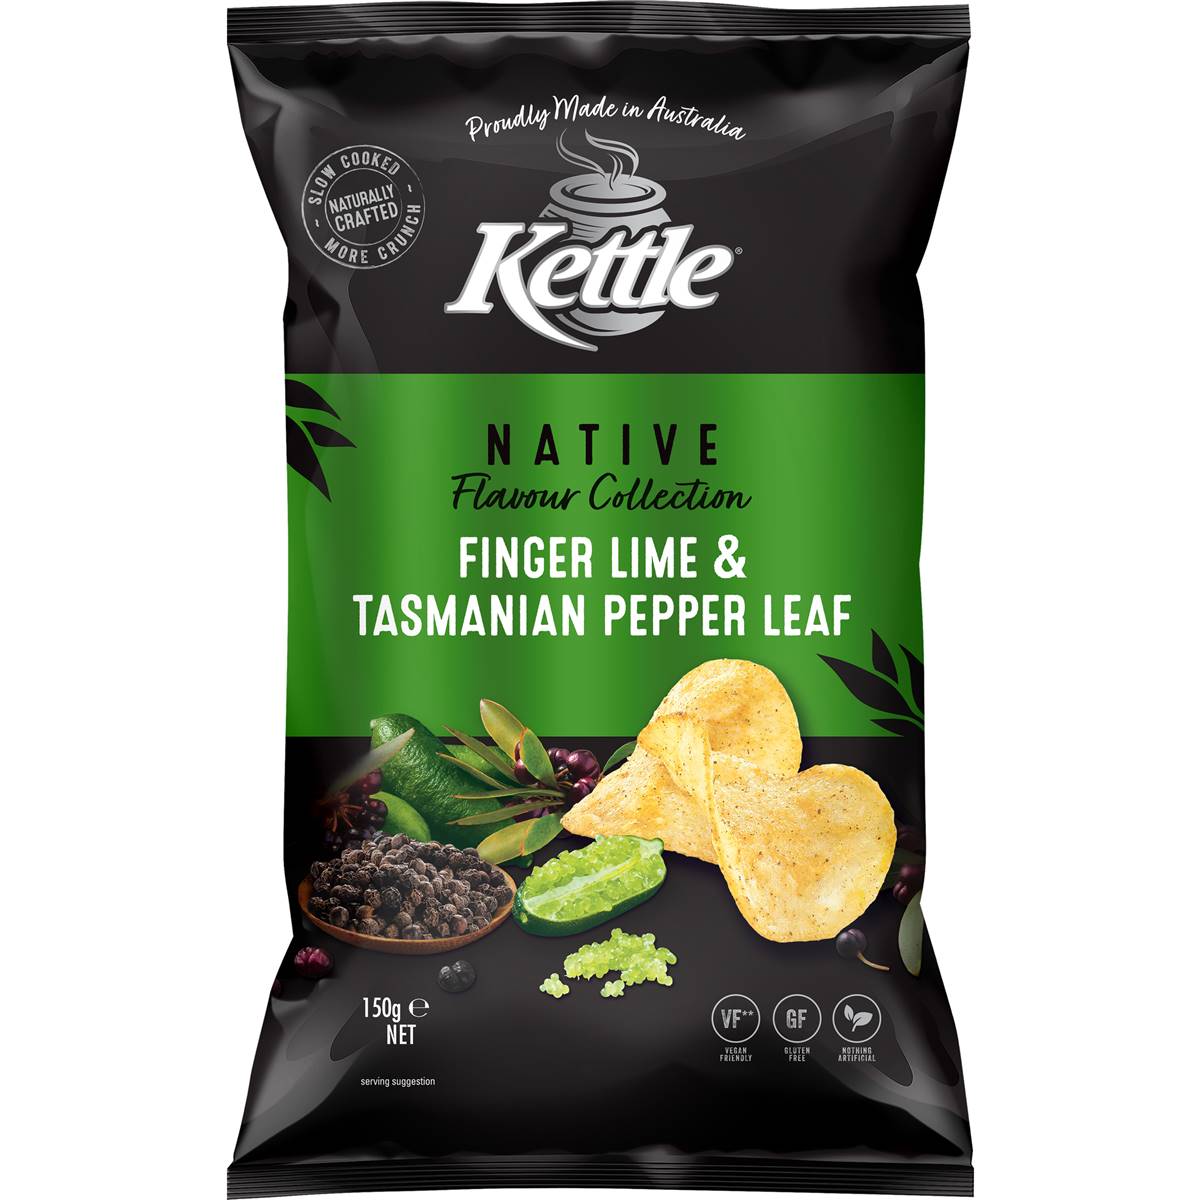 Proudly Made in Australia
SLOW COOKED
NATURALLY
CRAFTED
MORE CRUNCH
Kettle®
NATIVE
Flavour Collection
FINGER LIME &
TASMANIAN PEPPER LEAF
150g ℮
NET
VF**
VEGAN
FRIENDLY
GF
GLUTEN
FREE
NOTHING
ARTIFICIAL
serving suggestion